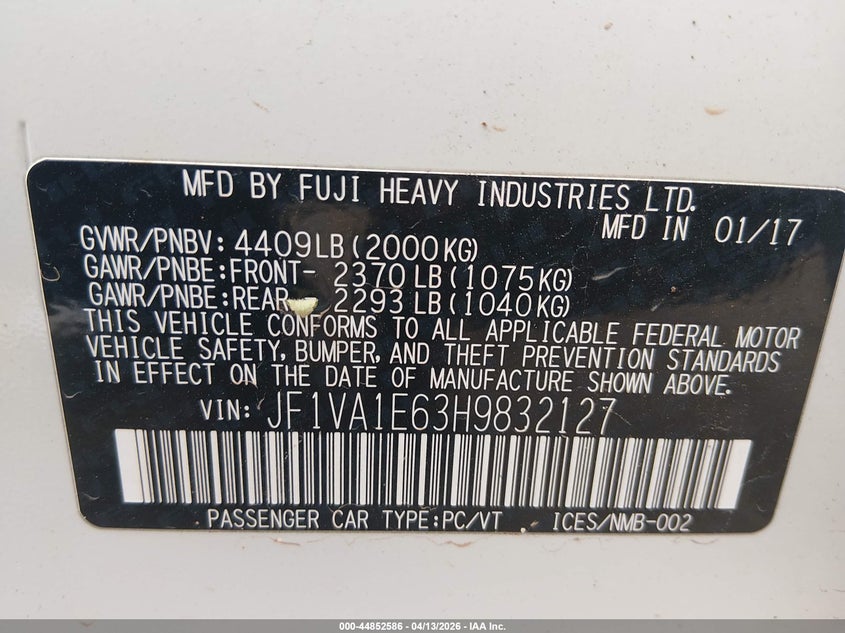 MFD BY FUJI HEAVY INDUSTRIES LTD.
MFD IN 01/17
GVWR/PNBV: 4409LB(2000KG)
GAWR/PNBE:FRONT- 2370LB(1075KG)
GAWR/PNBE:REAR- 2293LB(1040KG)
THIS VEHICLE CONFORMS TO ALL APPLICABLE FEDERAL MOTOR
VEHICLE SAFETY, BUMPER, AND THEFT PREVENTION STANDARDS
IN EFFECT ON THE DATE OF MANUFACTURE SHOWN ABOVE.
VIN: JF1VA1E63H9832127
PASSENGER CAR TYPE:PC/VT ICES/NMB-002
000-44852586 | 04/13/2026 | IAA Inc.